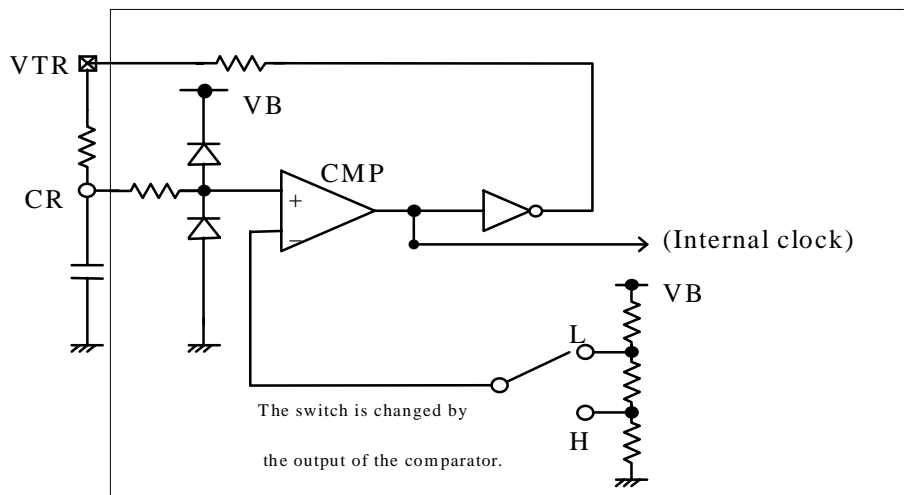 VTR
VB
CMP
CR
+
−
(Internal clock)
VB
L
The switch is changed by
H
the output of the comparator.